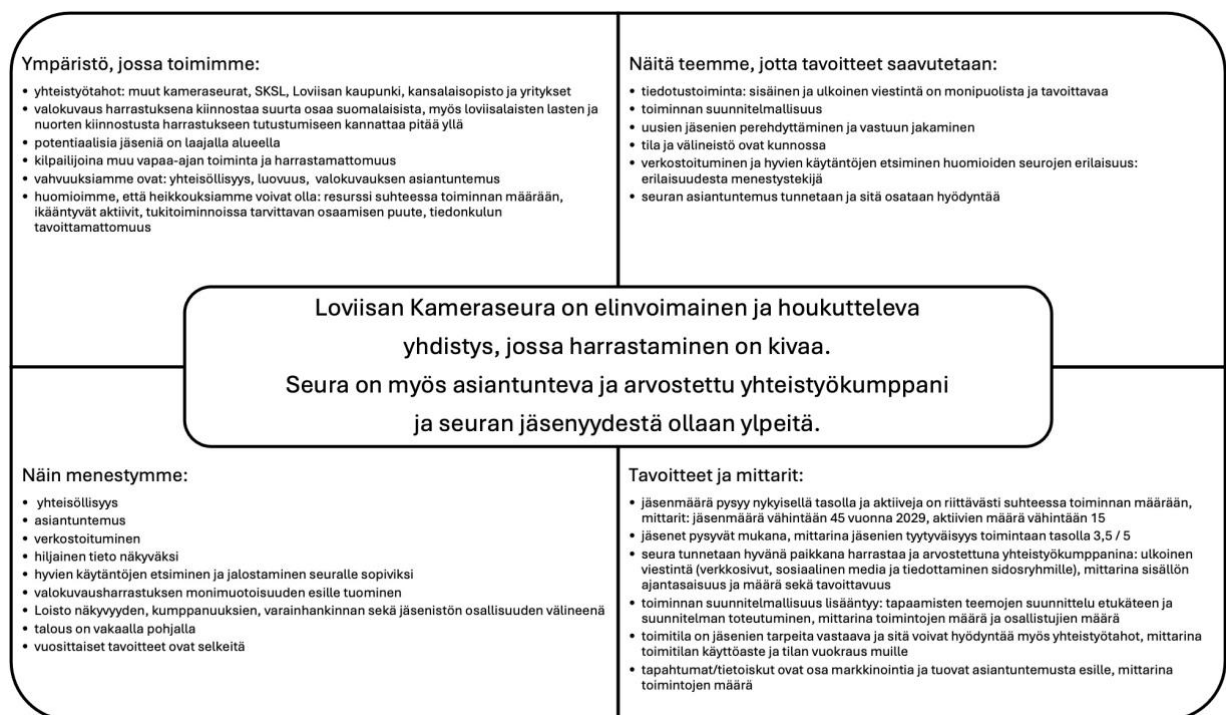 Ympäristö, jossa toimimme:
• yhteistyötahot: muut kameraseurat, SKSL, Loviisan kaupunki, kansalaisopisto ja yritykset
• valokuvaus harrastuksena kiinnostaa suurta osaa suomalaisista, myös loviisalaisten lasten ja
nuorten kiinnostusta harrastukseen tutustumiseen kannattaa pitää yllä
• potentiaalisia jäseniä on laajalla alueella
• kilpailijoina muu vapaa-ajan toiminta ja harrastamattomuus
• vahvuuksiamme ovat: yhteisöllisyys, luovuus, valokuvauksen asiantuntemus
• huomioimme, että heikkouksiamme voivat olla: resurssi suhteessa toiminnan määrään,
ikääntyvät aktiivit, tukitoiminnoissa tarvittavan osaamisen puute, tiedonkulun
tavoittamattomuus
Näitä teemme, jotta tavoitteet saavutetaan:
• tiedotustoiminta: sisäinen ja ulkoinen viestintä on monipuolista ja tavoittavaa
• toiminnan suunnitelmallisuus
• uusien jäsenien perehdyttäminen ja vastuun jakaminen
• tila ja välineistö ovat kunnossa
• verkostoituminen ja hyvien käytäntöjen etsiminen huomioiden seurojen erilaisuus:
erilaisuudesta menestystekijä
• seuran asiantuntemus tunnetaan ja sitä osataan hyödyntää
Loviisan Kameraseura on elinvoimainen ja houkutteleva
yhdistys, jossa harrastaminen on kivaa.
Seura on myös asiantunteva ja arvostettu yhteistyökumppani
ja seuran jäsenyydestä ollaan ylpeitä.
Näin menestymme:
• yhteisöllisyys
• asiantuntemus
• verkostoituminen
• hiljainen tieto näkyväksi
• hyvien käytäntöjen etsiminen ja jalostaminen seuralle sopiviksi
• valokuvausharrastuksen monimuotoisuuden esille tuominen
• Loisto näkyvyyden, kumppanuuksien, varainhankinnan sekä jäsenistön osallisuuden välineenä
• talous on vakaalla pohjalla
• vuosittaiset tavoitteet ovat selkeitä
Tavoitteet ja mittarit:
• jäsenmäärä pysyy nykyisellä tasolla ja aktiiveja on riittävästi suhteessa toiminnan määrään,
mittarit: jäsenmäärä vähintään 45 vuonna 2029, aktiivien määrä vähintään 15
• jäsenet pysyvät mukana, mittarina jäsenien tyytyväisyys toimintaan tasolla 3,5 / 5
• seura tunnetaan hyvänä paikkana harrastaa ja arvostettuna yhteistyökumppanina: ulkoinen
viestintä (verkkosivut, sosiaalinen media ja tiedottaminen sidosryhmille), mittarina sisällön
ajantasaisuus ja määrä sekä tavoittavuus
• toiminnan suunnitelmallisuus lisääntyy: tapaamisten teemojen suunnittelu etukäteen ja
suunnitelman toteutuminen, mittarina toimintojen määrä ja osallistujien määrä
• toimitila on jäsenien tarpeita vastaava ja sitä voivat hyödyntää myös yhteistyötahot, mittarina
toimitilan käyttöaste ja tilan vuokraus muille
• tapahtumat/tietoiskut ovat osa markkinointia ja tuovat asiantuntemusta esille, mittarina
toimintojen määrä